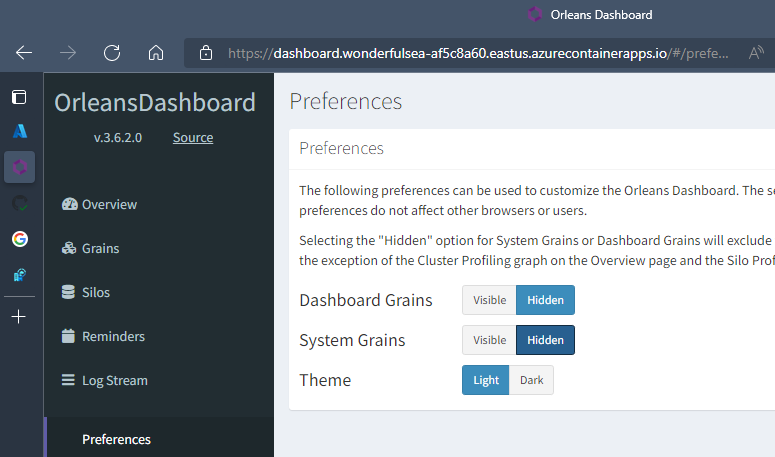 Orleans Dashboard
https://dashboard.wonderfulsea-af5c8a60.eastus.azurecontainerapps.io/#/prefe...
OrleansDashboard
v.3.6.2.0 Source
Overview
Grains
Silos
Reminders
Log Stream
Preferences
Preferences
Preferences
The following preferences can be used to customize the Orleans Dashboard. The se
preferences do not affect other browsers or users.
Selecting the "Hidden" option for System Grains or Dashboard Grains will exclude
the exception of the Cluster Profiling graph on the Overview page and the Silo Prof
Dashboard Grains Visible Hidden
System Grains Visible Hidden
Theme Light Dark